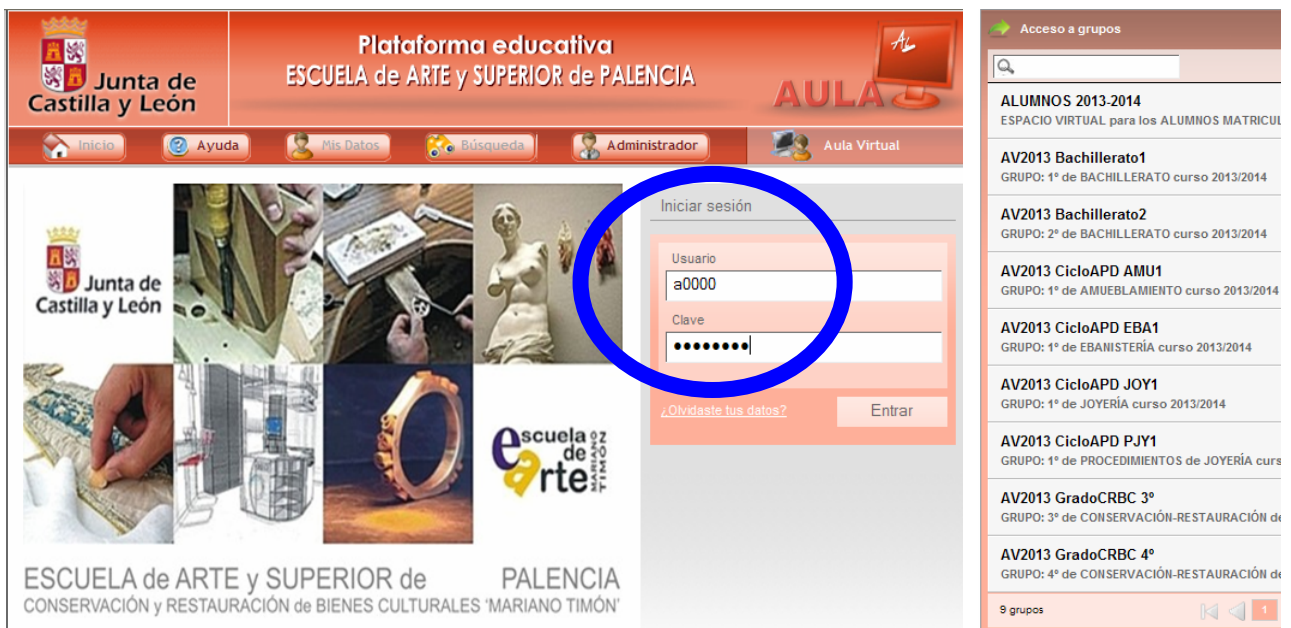 Junta de
Castilla y León
Plataforma educativa
ESCUELA de ARTE y SUPERIOR de PALENCIA
AULA
Inicio
Ayuda
Mis Datos
Búsqueda
Administrador
Aula Virtual
Junta de
Castilla y León
escuela
de
arte
MARIANO
TIMÓN
ESCUELA de ARTE y SUPERIOR de PALENCIA
CONSERVACIÓN y RESTAURACIÓN de BIENES CULTURALES 'MARIANO TIMÓN'
Iniciar sesión
Usuario
a0000
Clave
••••••••
¿Olvidaste tus datos?
Entrar
Acceso a grupos
ALUMNOS 2013-2014
ESPACIO VIRTUAL para los ALUMNOS MATRICUL
AV2013 Bachillerato1
GRUPO: 1º de BACHILLERATO curso 2013/2014
AV2013 Bachillerato2
GRUPO: 2º de BACHILLERATO curso 2013/2014
AV2013 CicloAPD AMU1
GRUPO: 1º de AMUEBLAMIENTO curso 2013/2014
AV2013 CicloAPD EBA1
GRUPO: 1º de EBANISTERÍA curso 2013/2014
AV2013 CicloAPD JOY1
GRUPO: 1º de JOYERÍA curso 2013/2014
AV2013 CicloAPD PJY1
GRUPO: 1º de PROCEDIMIENTOS de JOYERÍA curs
AV2013 GradoCRBC 3º
GRUPO: 3º de CONSERVACIÓN-RESTAURACIÓN de
AV2013 GradoCRBC 4º
GRUPO: 4º de CONSERVACIÓN-RESTAURACIÓN de
9 grupos
1